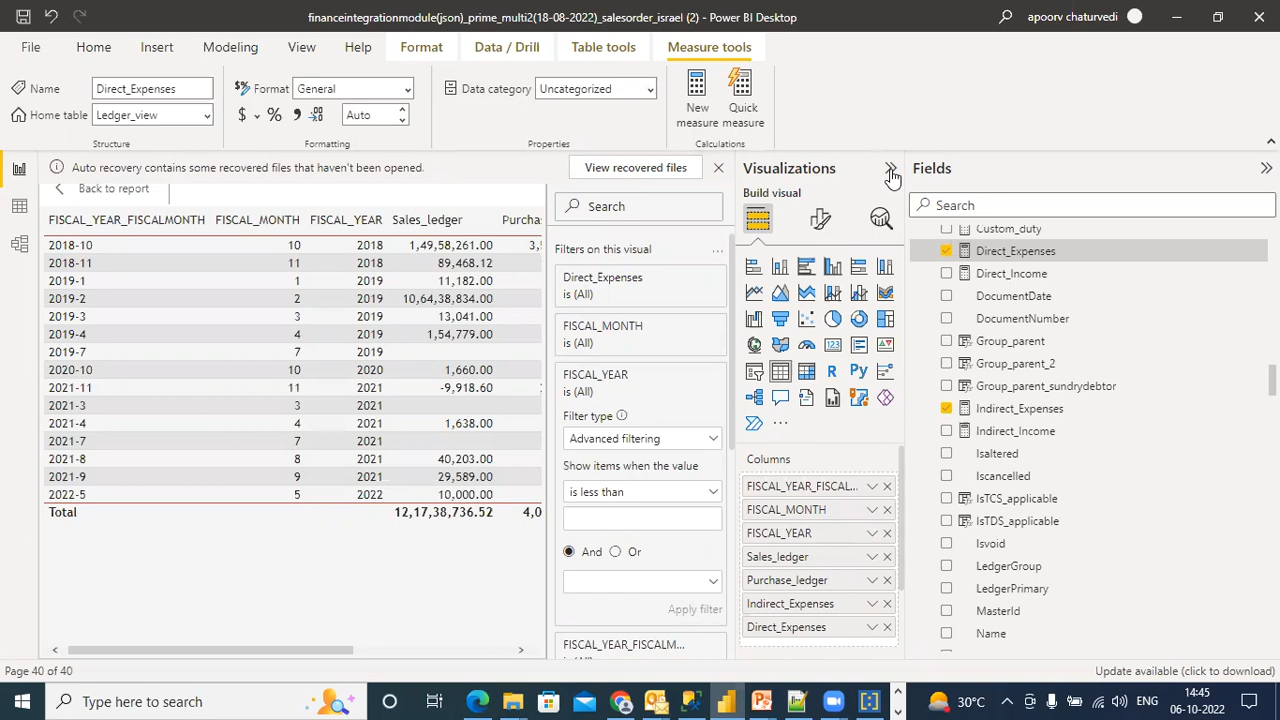 financeintegrationmodule(json)_prime_multi2(18-08-2022)_salesorder_israel (2) - Power BI Desktop
apoorv chaturvedi
File Home Insert Modeling View Help Format Data / Drill Table tools Measure tools
Name Direct_Expenses
Format General
Data category Uncategorized
New measure
Quick measure
Home table Ledger_view
$ % Auto
Structure Formatting Properties Calculations
Auto recovery contains some recovered files that haven't been opened.
View recovered files
Back to report
FISCAL_YEAR_FISCALMONTH FISCAL_MONTH FISCAL_YEAR Sales_ledger Purcha
2018-10 10 2018 1,49,58,261.00
2018-11 11 2018 89,468.12
2019-1 1 2019 11,182.00
2019-2 2 2019 10,64,38,834.00
2019-3 3 2019 13,041.00
2019-4 4 2019 1,54,779.00
2019-7 7 2019
2020-10 10 2020 1,660.00
2021-11 11 2021 -9,918.60
2021-3 3 2021
2021-4 4 2021 1,638.00
2021-7 7 2021
2021-8 8 2021 40,203.00
2021-9 9 2021 29,589.00
2022-5 5 2022 10,000.00
Total 12,17,38,736.52 4,0
Search
Filters on this visual
Direct_Expenses
is (All)
FISCAL_MONTH
is (All)
FISCAL_YEAR
is (All)
Filter type
Advanced filtering
Show items when the value
is less than
And Or
Apply filter
FISCAL_YEAR_FISCALM...
Visualizations
Build visual
R Py
Columns
FISCAL_YEAR_FISCAL...
FISCAL_MONTH
FISCAL_YEAR
Sales_ledger
Purchase_ledger
Indirect_Expenses
Direct_Expenses
Fields
Search
Custom_duty
Direct_Expenses
Direct_Income
DocumentDate
DocumentNumber
Group_parent
Group_parent_2
Group_parent_sundrydebtor
Indirect_Expenses
Indirect_Income
Isaltered
Iscancelled
IsTCS_applicable
IsTDS_applicable
Isvoid
LedgerGroup
LedgerPrimary
MasterId
Name
Page 40 of 40
Update available (click to download)
Type here to search
30°C
ENG
14:45
06-10-2022